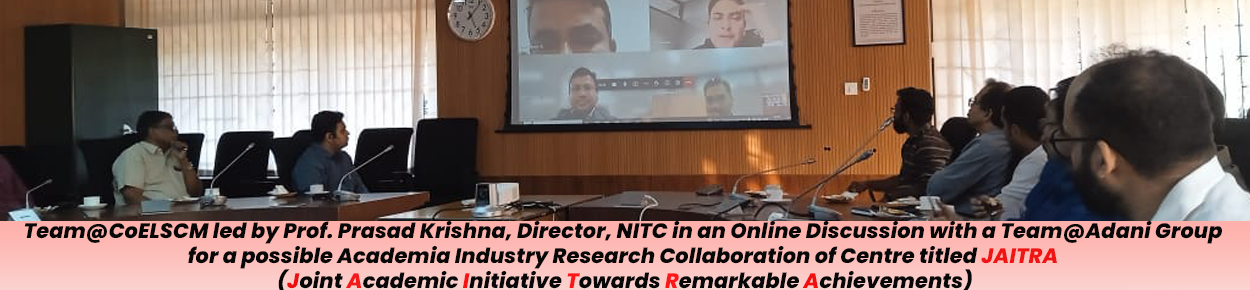 Team@CoELSCM led by Prof. Prasad Krishna, Director, NITC in an Online Discussion with a Team@Adani Group
for a possible Academia Industry Research Collaboration of Centre titled JAITRA
(Joint Academic Initiative Towards Remarkable Achievements)